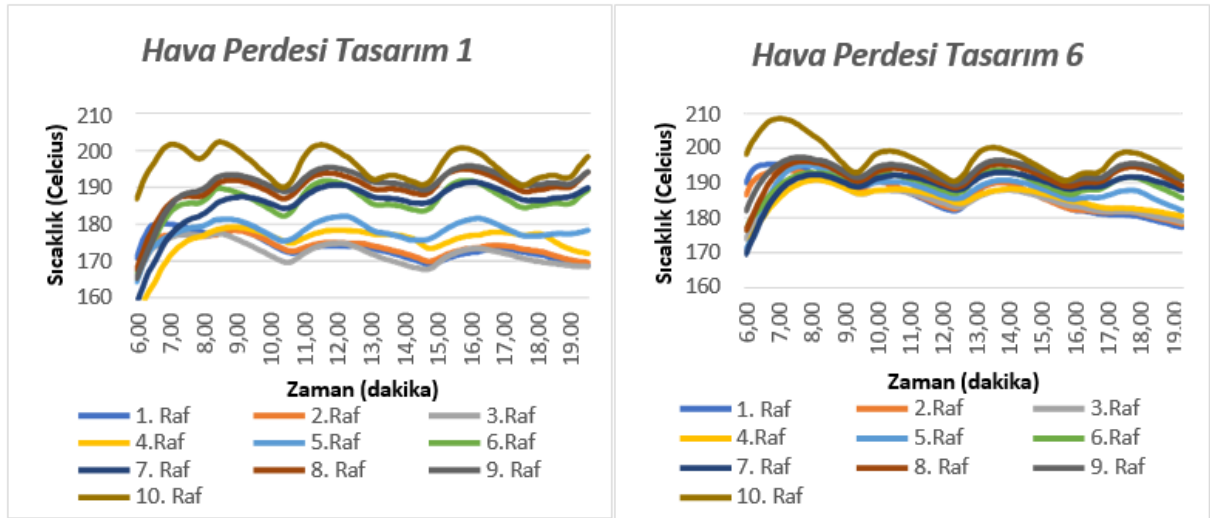 Hava Perdesi Tasarım 1
Sıcaklık (Celcius)
210
200
190
180
170
160
6,00 7,00 8,00 9,00 10,00 11,00 12,00 13,00 14,00 15,00 16,00 17,00 18,00 19.00
Zaman (dakika)
1. Raf 2.Raf 3.Raf
4.Raf 5.Raf 6.Raf
7. Raf 8. Raf 9. Raf
10. Raf
Hava Perdesi Tasarım 6
Sıcaklık (Celcius)
210
200
190
180
170
160
6,00 7,00 8,00 9,00 10,00 11,00 12,00 13,00 14,00 15,00 16,00 17,00 18,00 19.00
Zaman (dakika)
1. Raf 2.Raf 3.Raf
4.Raf 5.Raf 6.Raf
7. Raf 8. Raf 9. Raf
10. Raf